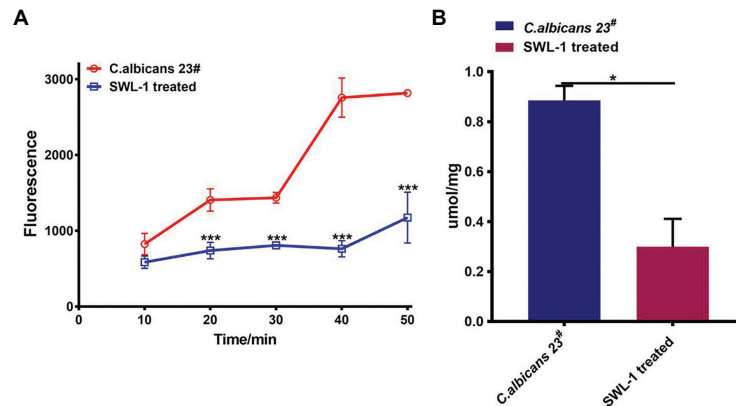 A
C.albicans 23#
SWL-1 treated
Fluorescence
3000
2000
1000
0
***
***
***
***
0
10
20
30
40
50
Time/min
B
C.albicans 23#
SWL-1 treated
umol/mg
1.0
0.8
0.6
0.4
0.2
0.0
*
C.albicans 23#
SWL-1 treated